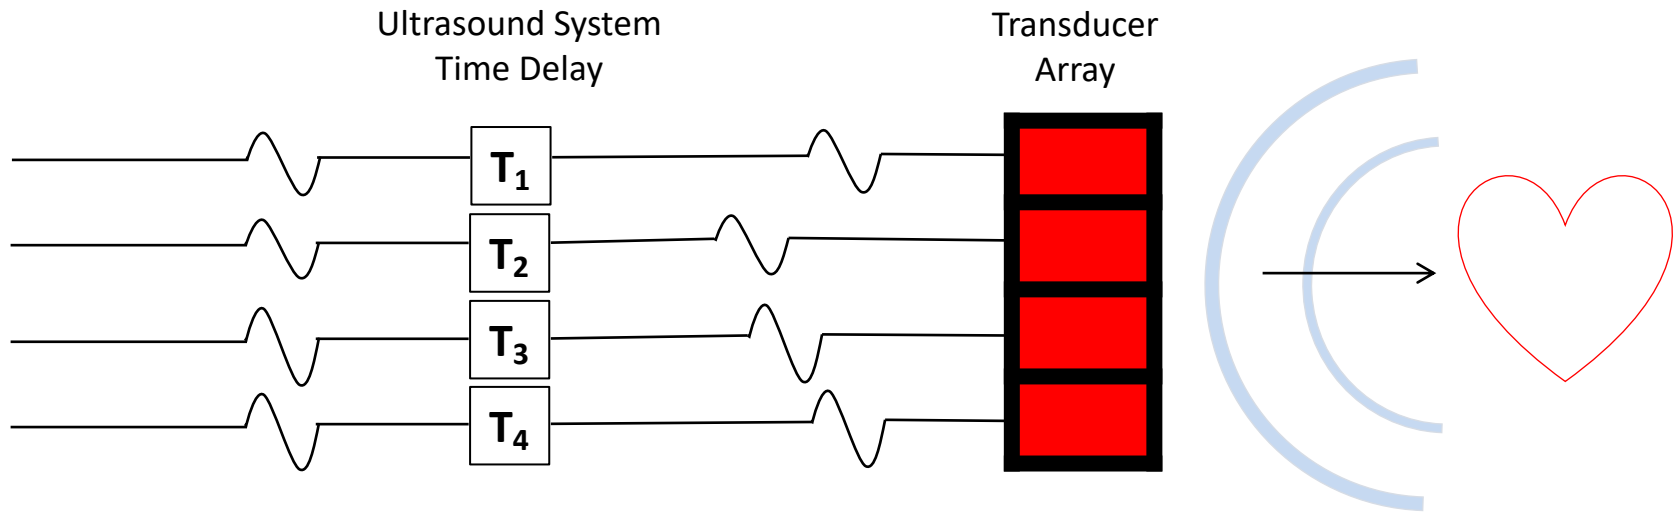 Ultrasound System
Time Delay
Transducer
Array
T₁
T₂
T₃
T₄